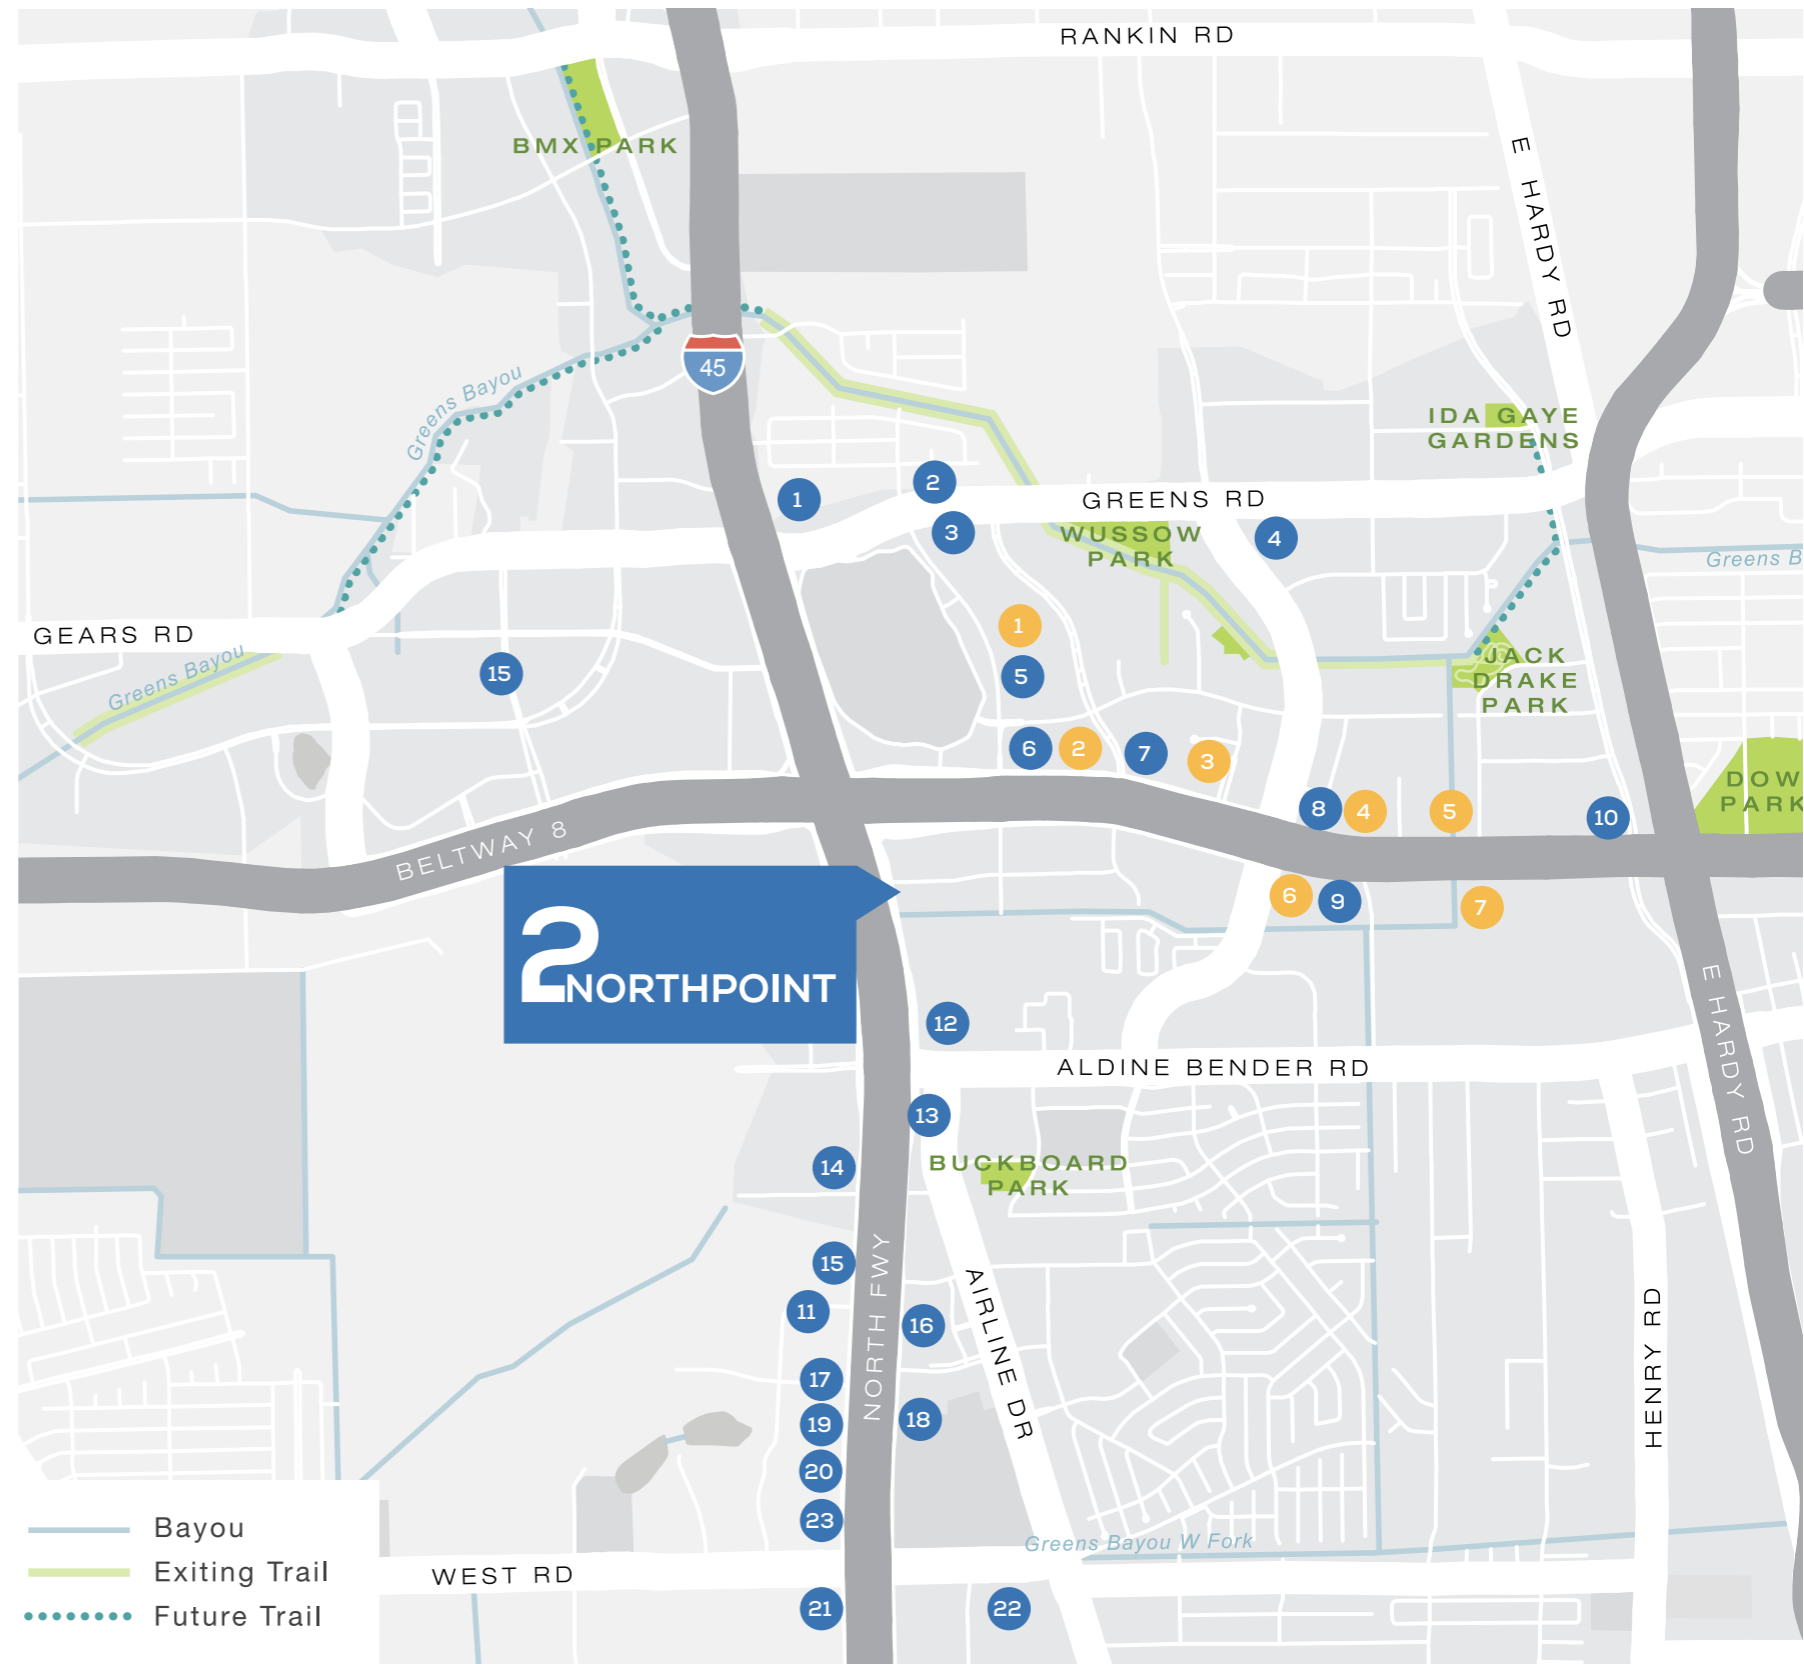 RANKIN RD
BMX PARK
E HARDY RD
45
Greens Bayou
IDA GAYE
GARDENS
2
1
GREENS RD
3
4
WUSSOW
PARK
Greens B
GEARS RD
1
Greens Bayou
15
5
JACK
DRAKE
PARK
6
2
7
3
DOW
PARK
8
4
5
10
BELTWAY 8
6
9
7
2
NORTHPOINT
E HARDY RD
12
ALDINE BENDER RD
13
14
BUCKBOARD
PARK
NORTH FWY
15
AIRLINE DR
11
16
HENRY RD
17
19
18
20
23
Bayou
Greens Bayou W Fork
Exiting Trail
WEST RD
Future Trail
21
22